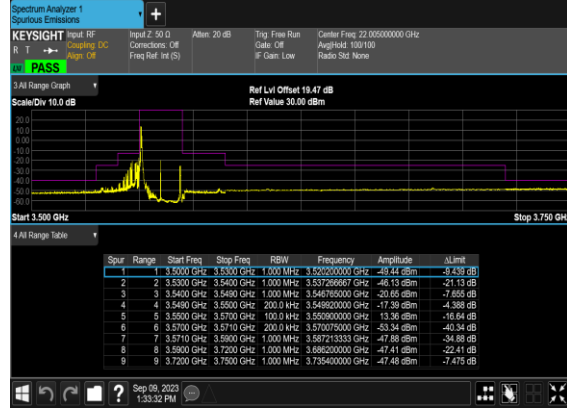 Spectrum Analyzer 1
Spurious Emissions
KEYSIGHT Input: RF
R T Coupling: DC
Align: Off
LW PASS
Input Z: 50 Ω
Corrections: Off
Freq Ref: Int (S)
Atten: 20 dB
Trig: Free Run
Gate: Off
IF Gain: Low
Center Freq: 22.005000000 GHz
Avg|Hold: 100/100
Radio Std: None
3 All Range Graph
Scale/Div 10.0 dB
Ref Lvl Offset 19.47 dB
Ref Value 30.00 dBm
20.0
10.0
0.00
-10.0
-20.0
-30.0
-40.0
-50.0
-60.0
Start 3.500 GHz
Stop 3.750 GH
4 All Range Table
Spur Range Start Freq Stop Freq RBW Frequency Amplitude ΔLimit
1 1 3.5000 GHz 3.5300 GHz 1.000 MHz 3.520200000 GHz -49.44 dBm -9.439 dB
2 2 3.5300 GHz 3.5400 GHz 1.000 MHz 3.537266667 GHz -46.13 dBm -21.13 dB
3 3 3.5400 GHz 3.5490 GHz 1.000 MHz 3.546765000 GHz -20.65 dBm -7.655 dB
4 4 3.5490 GHz 3.5500 GHz 200.0 kHz 3.549920000 GHz -17.39 dBm -4.388 dB
5 5 3.5500 GHz 3.5700 GHz 100.0 kHz 3.550900000 GHz 13.36 dBm -16.64 dB
6 6 3.5700 GHz 3.5710 GHz 200.0 kHz 3.570075000 GHz -53.34 dBm -40.34 dB
7 7 3.5710 GHz 3.5900 GHz 1.000 MHz 3.587213333 GHz -47.88 dBm -34.88 dB
8 8 3.5900 GHz 3.7200 GHz 1.000 MHz 3.686200000 GHz -47.41 dBm -22.41 dB
9 9 3.7200 GHz 3.7500 GHz 1.000 MHz 3.735400000 GHz -47.48 dBm -7.475 dB
Sep 09, 2023
1:33:32 PM